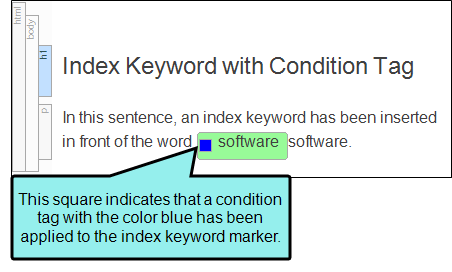 html
body
h1
Index Keyword with Condition Tag
p
In this sentence, an index keyword has been inserted
in front of the word software software.
This square indicates that a condition
tag with the color blue has been
applied to the index keyword marker.